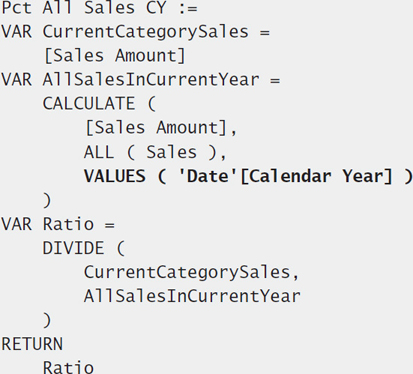 Pct All Sales CY :=
VAR CurrentCategorySales =
    [Sales Amount]
VAR AllSalesInCurrentYear =
    CALCULATE (
        [Sales Amount],
        ALL ( Sales ),
        VALUES ( 'Date'[Calendar Year] )
    )
VAR Ratio =
    DIVIDE (
        CurrentCategorySales,
        AllSalesInCurrentYear
    )
RETURN
    Ratio